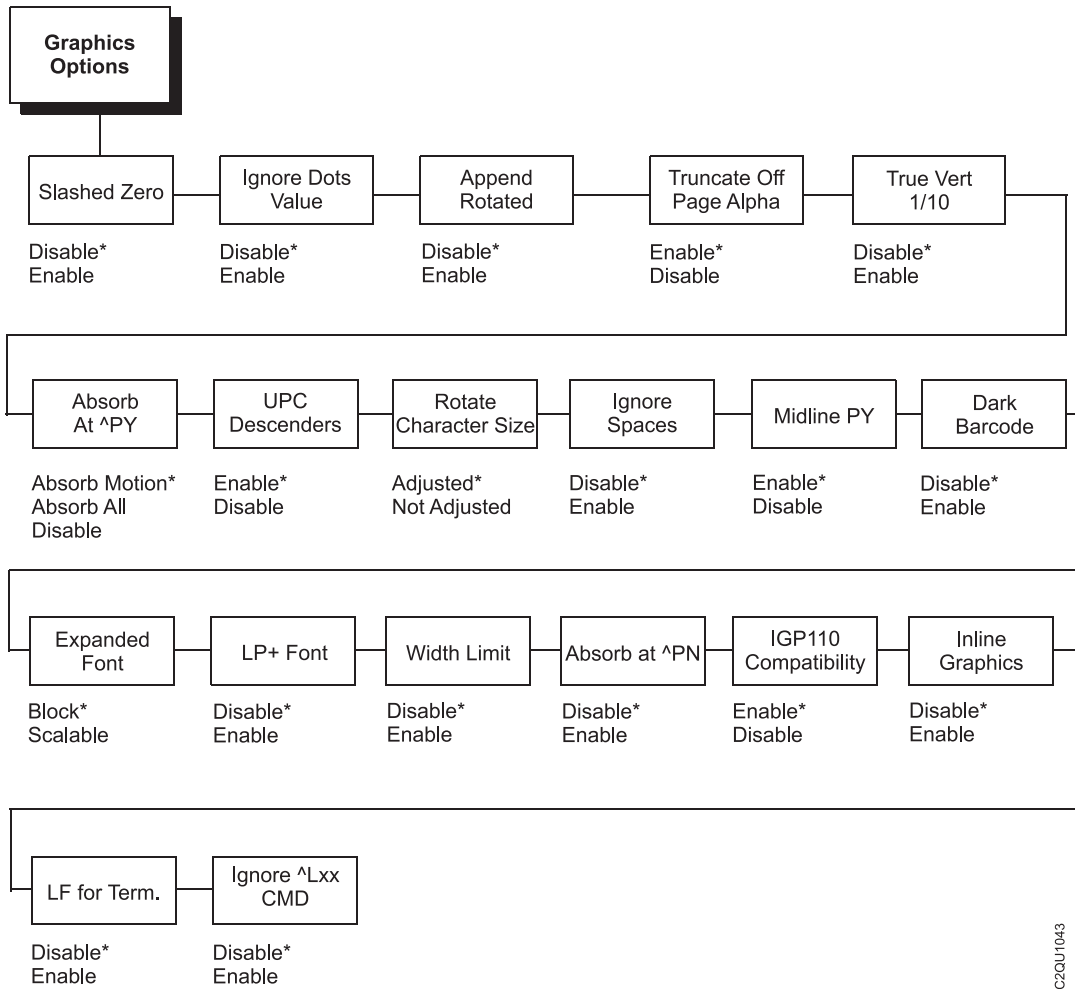 Graphics
Options
Slashed Zero
Disable*
Enable
Ignore Dots
Value
Disable*
Enable
Append
Rotated
Disable*
Enable
Truncate Off
Page Alpha
Enable*
Disable
True Vert
1/10
Disable*
Enable
Absorb
At ^PY
Absorb Motion*
Absorb All
Disable
UPC
Descenders
Enable*
Disable
Rotate
Character Size
Adjusted*
Not Adjusted
Ignore
Spaces
Disable*
Enable
Midline PY
Enable*
Disable
Dark
Barcode
Disable*
Enable
Expanded
Font
Block*
Scalable
LP+ Font
Disable*
Enable
Width Limit
Disable*
Enable
Absorb at ^PN
Disable*
Enable
IGP110
Compatibility
Enable*
Disable
Inline
Graphics
Disable*
Enable
LF for Term.
Disable*
Enable
Ignore ^Lxx
CMD
Disable*
Enable
C2QU1043